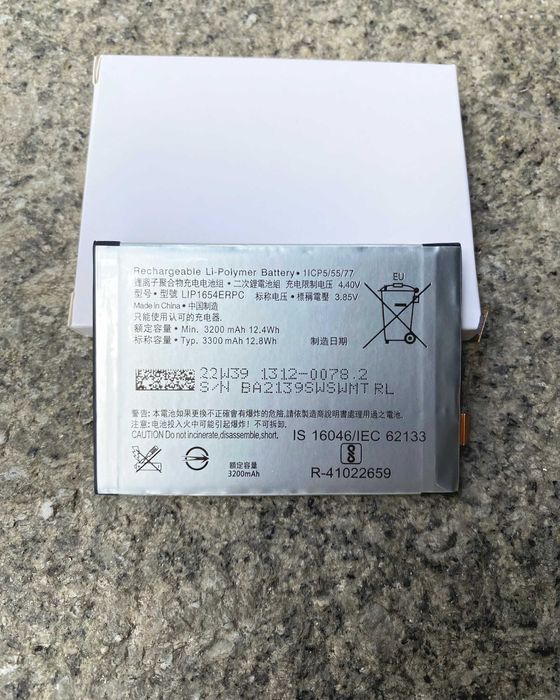 Rechargeable Li-Polymer Battery • 1ICP5/55/77
鋰离子聚合物充电电池组 • 二次鋰電池組 充电限制电压 4.40V
型号 • 型號 LIP1654ERPC 标称电压 • 標稱電壓 3.85V
Made in China • 中国制造
只能使用认可的充电器.
额定容量 • Min. 3200 mAh 12.4Wh
标称容量 • Typ. 3300 mAh 12.8Wh 制造日期
EU
22W39 1312-0078.2
S/N BA2139SWSWMTRL
警告: 本電池如果更換不正確會有爆炸的危險,請依製造商說明書處理用過之電池.
注意: 电池投入火中可能引起爆炸! 不可拆卸.
CAUTION Do not incinerate,disassemble,short.
IS 16046/IEC 62133
额定容量
3200mAh
R-41022659